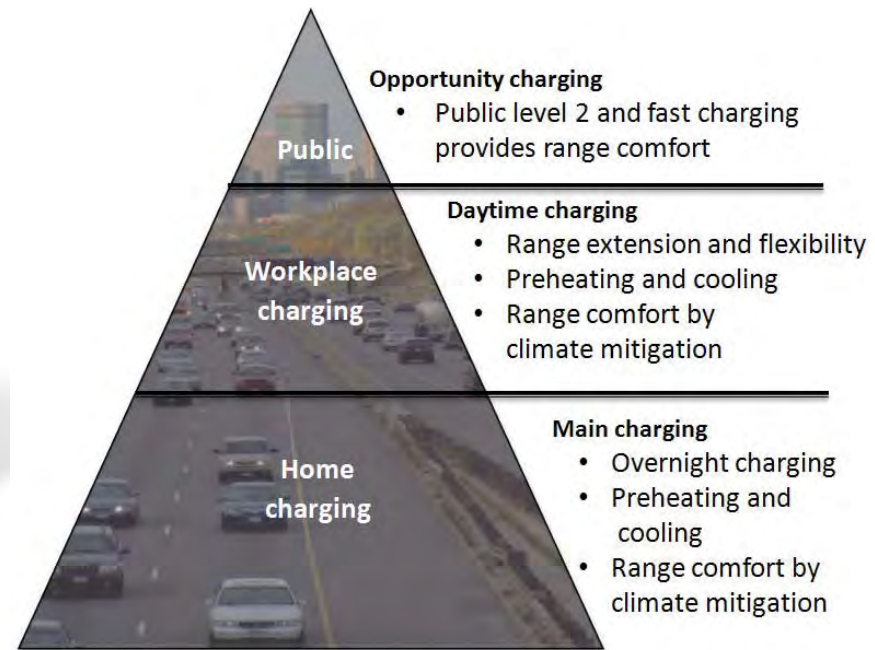 Opportunity charging
• Public level 2 and fast charging
provides range comfort
Public
Daytime charging
• Range extension and flexibility
• Preheating and cooling
• Range comfort by
climate mitigation
Workplace
charging
Main charging
• Overnight charging
• Preheating and
cooling
• Range comfort by
climate mitigation
Home
charging